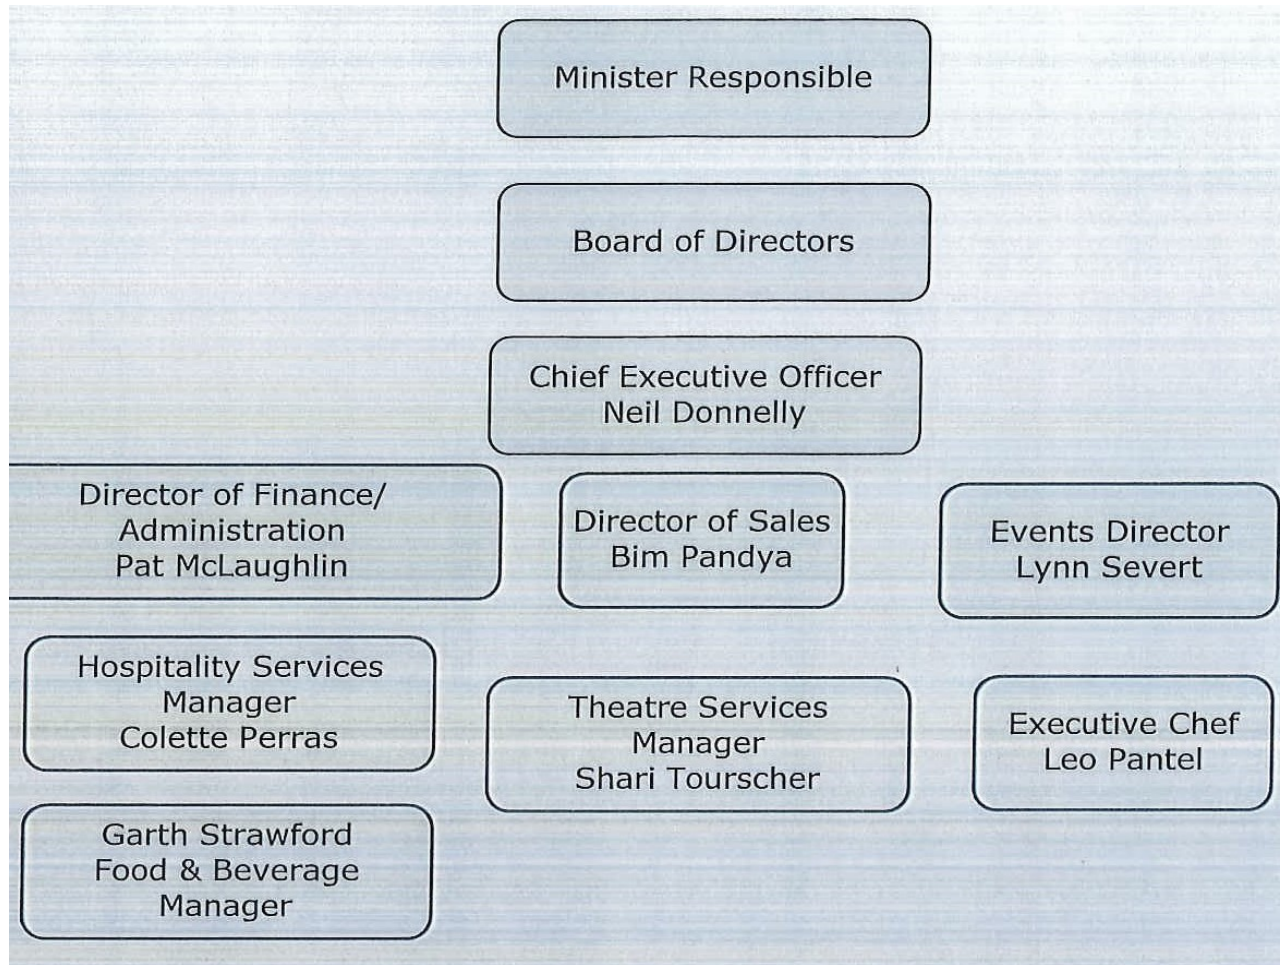 Minister Responsible
Board of Directors
Chief Executive Officer
Neil Donnelly
Director of Finance/
Administration
Pat McLaughlin
Director of Sales
Bim Pandya
Events Director
Lynn Severt
Hospitality Services
Manager
Colette Perras
Theatre Services
Manager
Shari Tourscher
Executive Chef
Leo Pantel
Garth Strawford
Food & Beverage
Manager